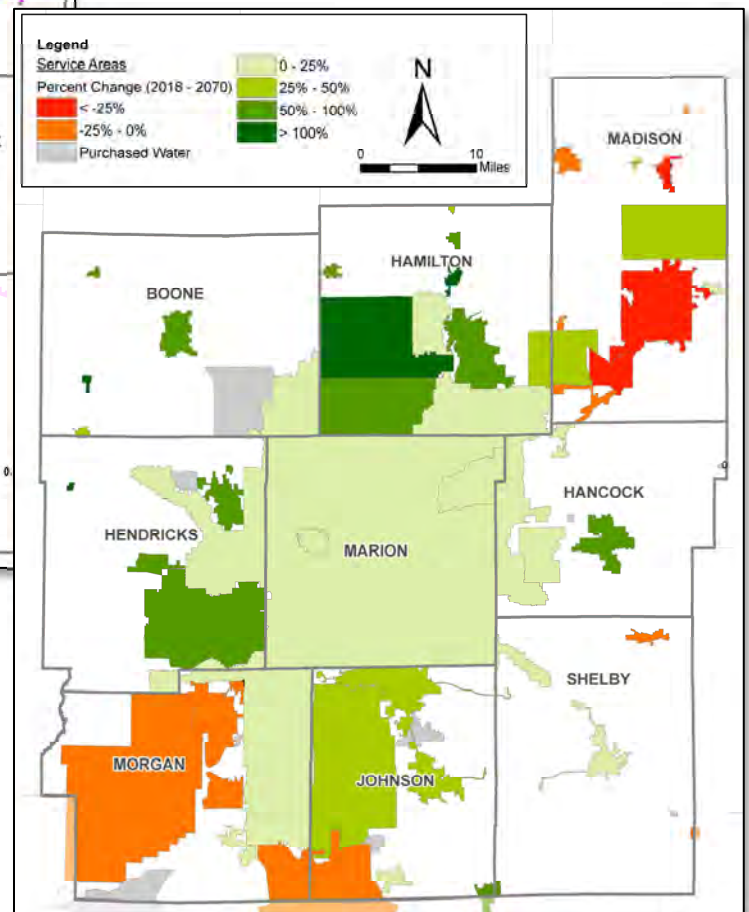 Legend
Service Areas
Percent Change (2018 - 2070)
< -25%
-25% - 0%
Purchased Water
0 - 25%
25% - 50%
50% - 100%
> 100%
N
0 10
Miles
MADISON
HAMILTON
BOONE
HANCOCK
HENDRICKS
MARION
SHELBY
MORGAN
JOHNSON
0.